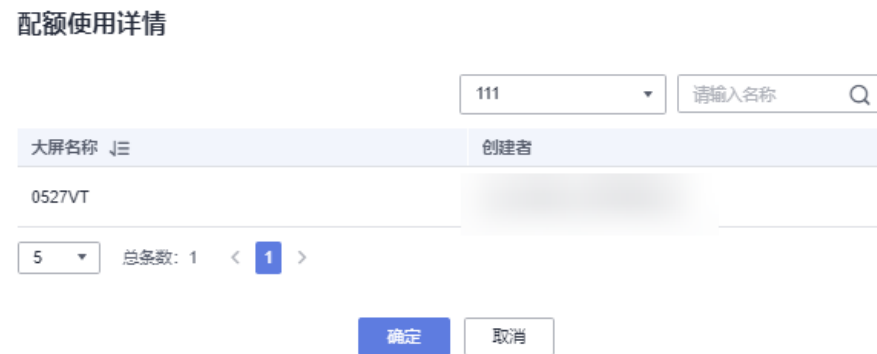 配额使用详情
111 请输入名称
大屏名称 创建者
0527VT
5 总条数：1 < 1 >
确定 取消